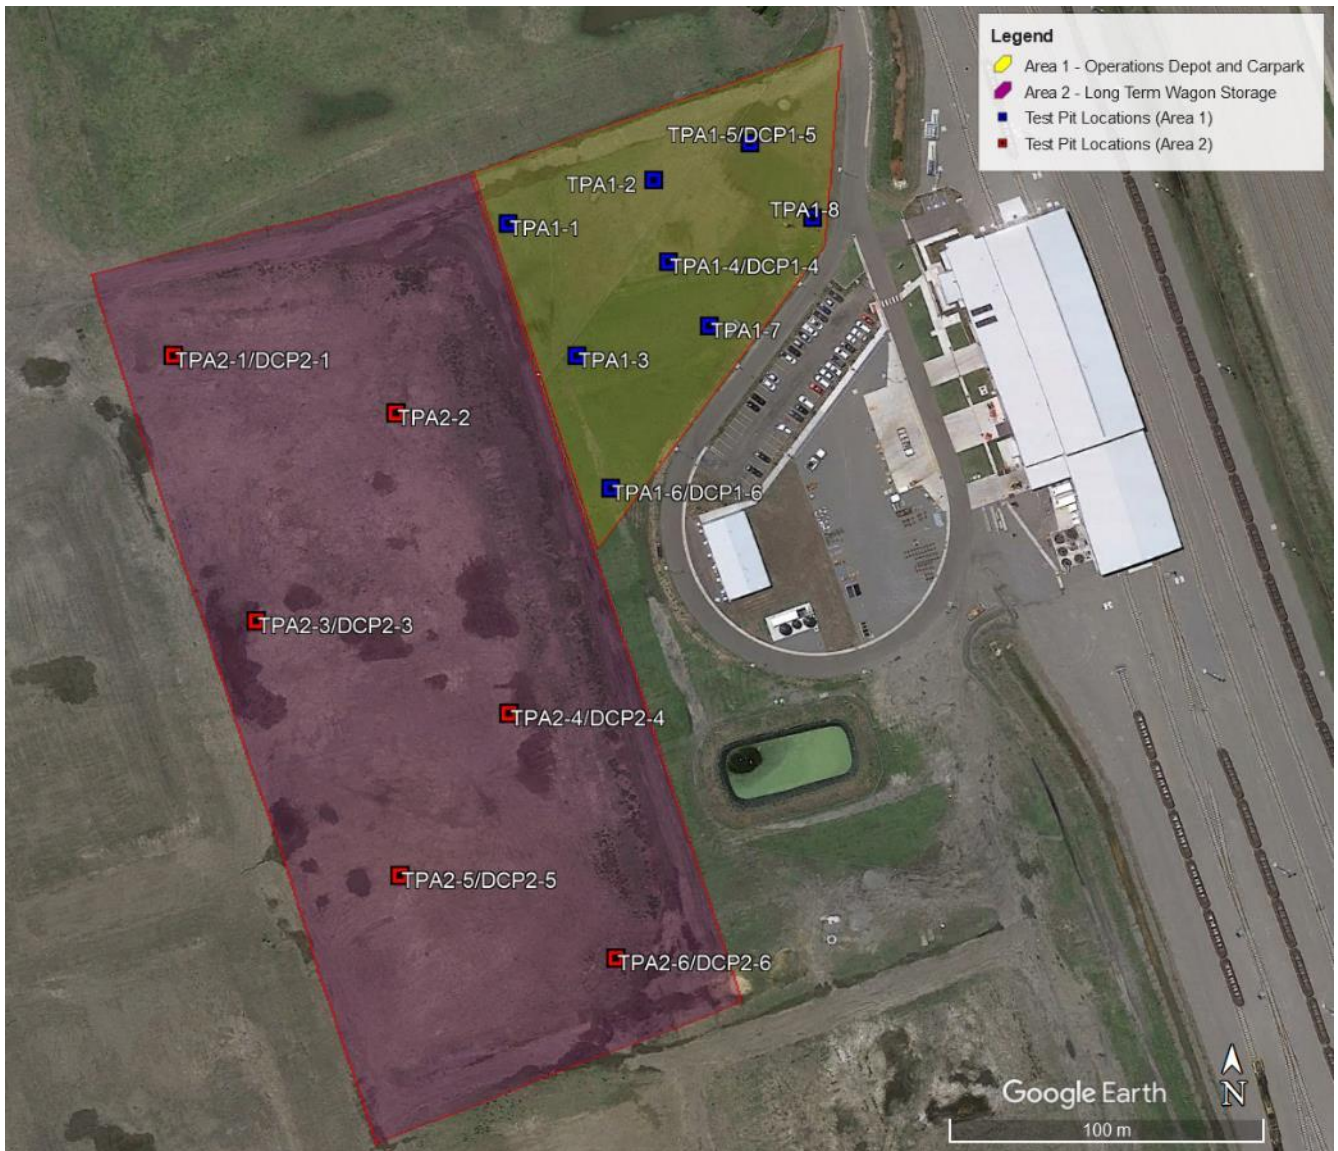 Legend
Area 1 - Operations Depot and Carpark
Area 2 - Long Term Wagon Storage
Test Pit Locations (Area 1)
Test Pit Locations (Area 2)
TPA1-5/DCP1-5
TPA1-2
TPA1-8
TPA1-1
TPA1-4/DCP1-4
TPA1-7
TPA2-1/DCP2-1
TPA1-3
TPA2-2
TPA1-6/DCP1-6
TPA2-3/DCP2-3
TPA2-4/DCP2-4
TPA2-5/DCP2-5
TPA2-6/DCP2-6
Google Earth
N
100 m